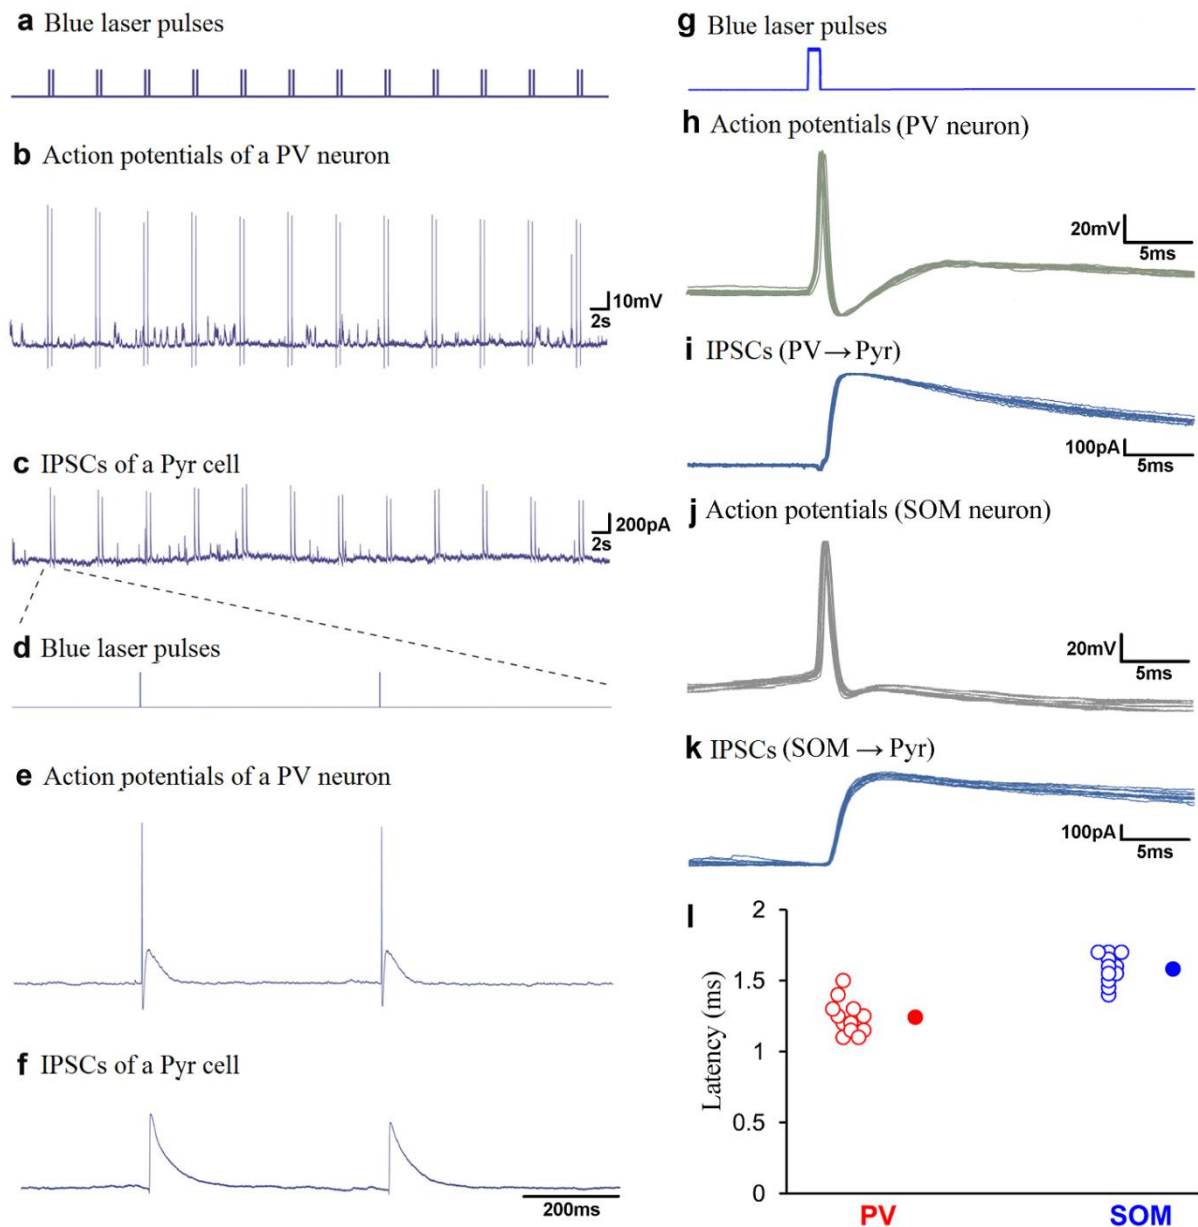 a Blue laser pulses
b Action potentials of a PV neuron
10mV
2s
c IPSCs of a Pyr cell
200pA
2s
d Blue laser pulses
e Action potentials of a PV neuron
f IPSCs of a Pyr cell
200ms
g Blue laser pulses
h Action potentials (PV neuron)
20mV
5ms
i IPSCs (PV → Pyr)
100pA
5ms
j Action potentials (SOM neuron)
20mV
5ms
k IPSCs (SOM → Pyr)
100pA
5ms
l
Latency (ms)
2
1.5
1
0.5
0
PV SOM